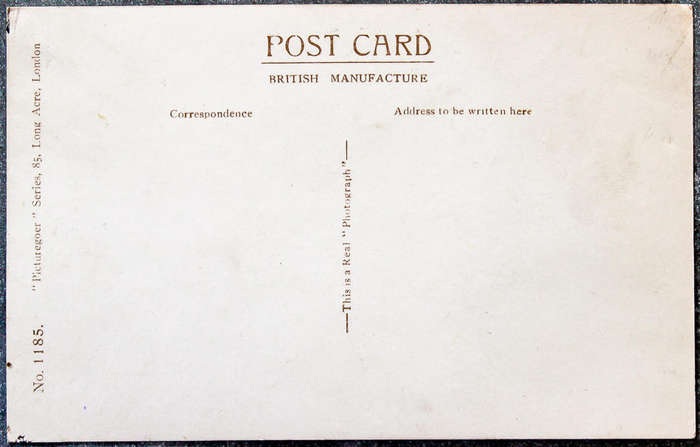 POST CARD
BRITISH MANUFACTURE
Correspondence
Address to be written here
—This is a Real "Photograph"—
No. 1185.
"Picturegoer" Series, 85, Long Acre, London